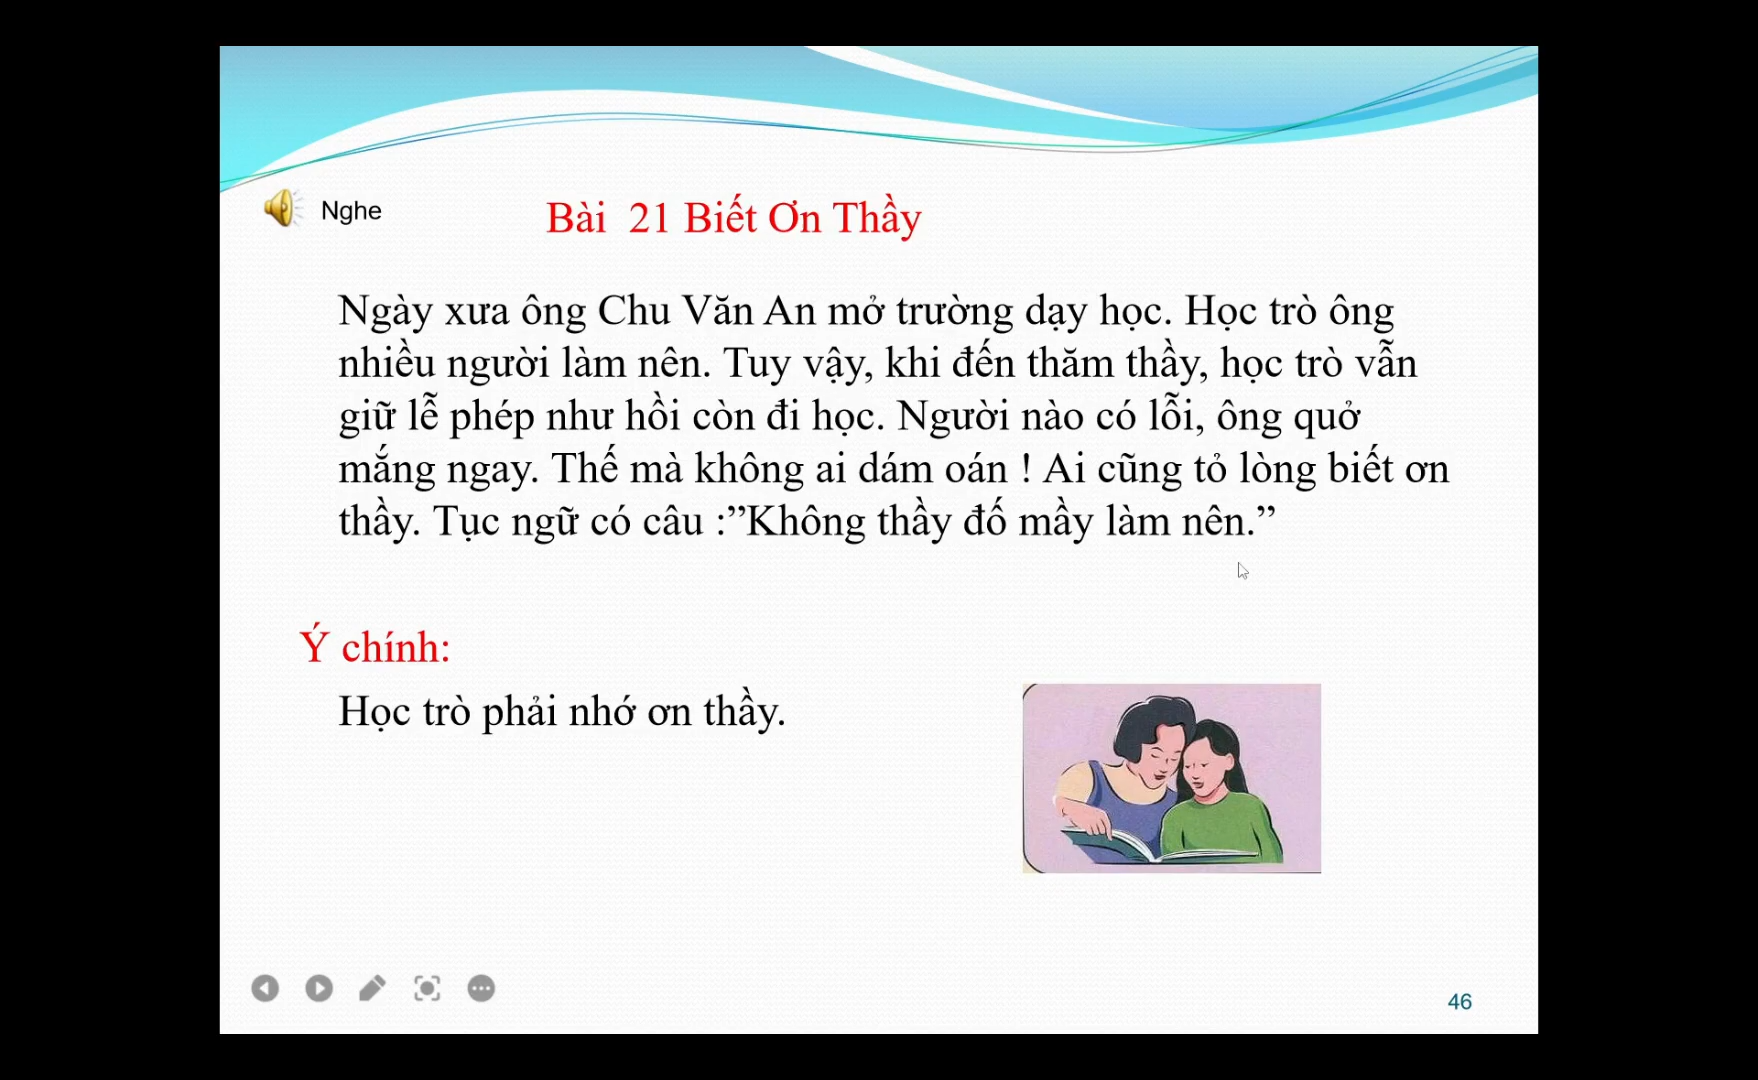 Nghe
Bài  21 Biết Ơn Thầy
Ngày xưa ông Chu Văn An mở trường dạy học. Học trò ông
nhiều người làm nên. Tuy vậy, khi đến thăm thầy, học trò vẫn
giữ lễ phép như hồi còn đi học. Người nào có lỗi, ông quở
mắng ngay. Thế mà không ai dám oán ! Ai cũng tỏ lòng biết ơn
thầy. Tục ngữ có câu :”Không thầy đố mầy làm nên.”
Ý chính:
Học trò phải nhớ ơn thầy.
46